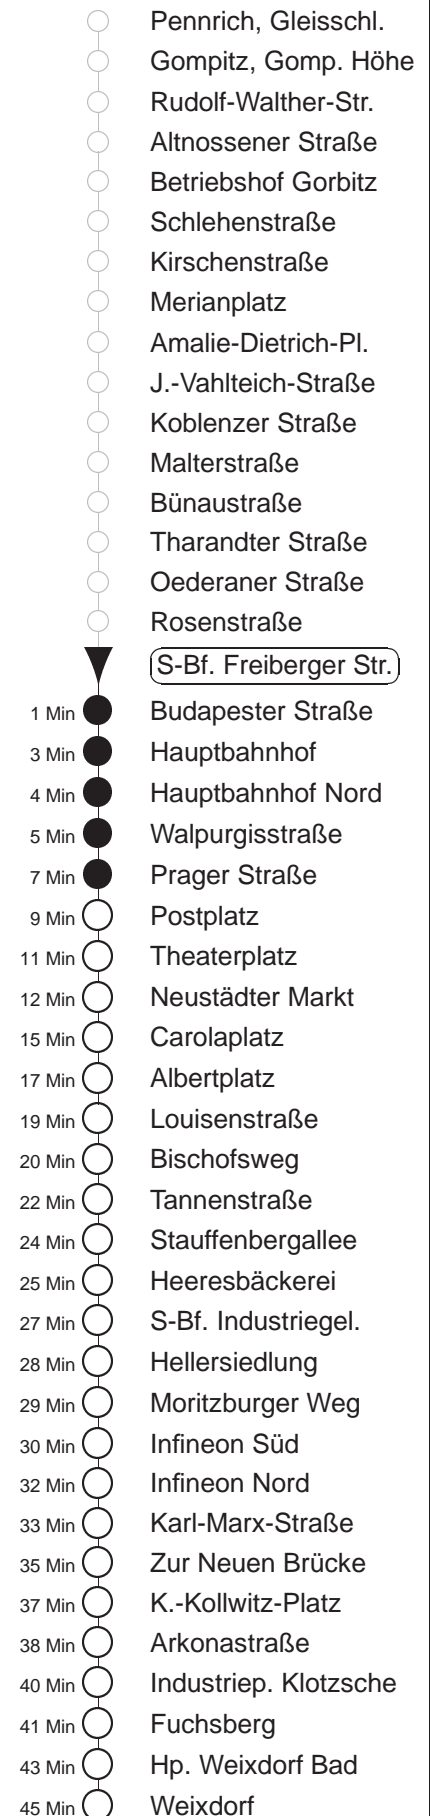 Pennrich, Gleisschl.
Gompitz, Gomp. Höhe
Rudolf-Walther-Str.
Altnossener Straße
Betriebshof Gorbitz
Schlehenstraße
Kirschenstraße
Merianplatz
Amalie-Dietrich-Pl.
J.-Vahlteich-Straße
Koblenzer Straße
Malterstraße
Bünaustraße
Tharandter Straße
Oederaner Straße
Rosenstraße
S-Bf. Freiberger Str.
1 Min Budapester Straße
3 Min Hauptbahnhof
4 Min Hauptbahnhof Nord
5 Min Walpurgisstraße
7 Min Prager Straße
9 Min Postplatz
11 Min Theaterplatz
12 Min Neustädter Markt
15 Min Carolaplatz
17 Min Albertplatz
19 Min Louisenstraße
20 Min Bischofsweg
22 Min Tannenstraße
24 Min Stauffenbergallee
25 Min Heeresbäckerei
27 Min S-Bf. Industriegel.
28 Min Hellersiedlung
29 Min Moritzburger Weg
30 Min Infineon Süd
32 Min Infineon Nord
33 Min Karl-Marx-Straße
35 Min Zur Neuen Brücke
37 Min K.-Kollwitz-Platz
38 Min Arkonastraße
40 Min Industriep. Klotzsche
41 Min Fuchsberg
43 Min Hp. Weixdorf Bad
45 Min Weixdorf